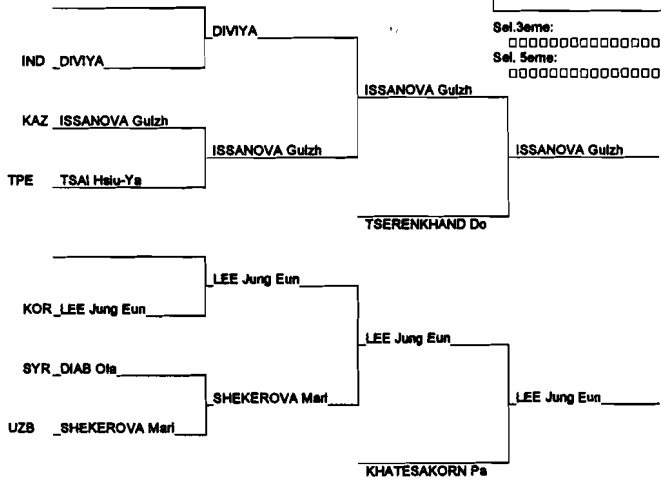 DIVIYA
Sel.3eme:
IND DIVIYA
Sel. 5eme:
KAZ ISSANOVA Gulzh
ISSANOVA Gulzh
ISSANOVA Gulzh
ISSANOVA Gulzh
TPE TSAI Hsiu-Ya
TSERENKHAND Do
LEE Jung Eun
KOR LEE Jung Eun
LEE Jung Eun
SYR DIAB Ola
SHEKEROVA Mari
LEE Jung Eun
UZB SHEKEROVA Mari
KHATESAKORN Pa